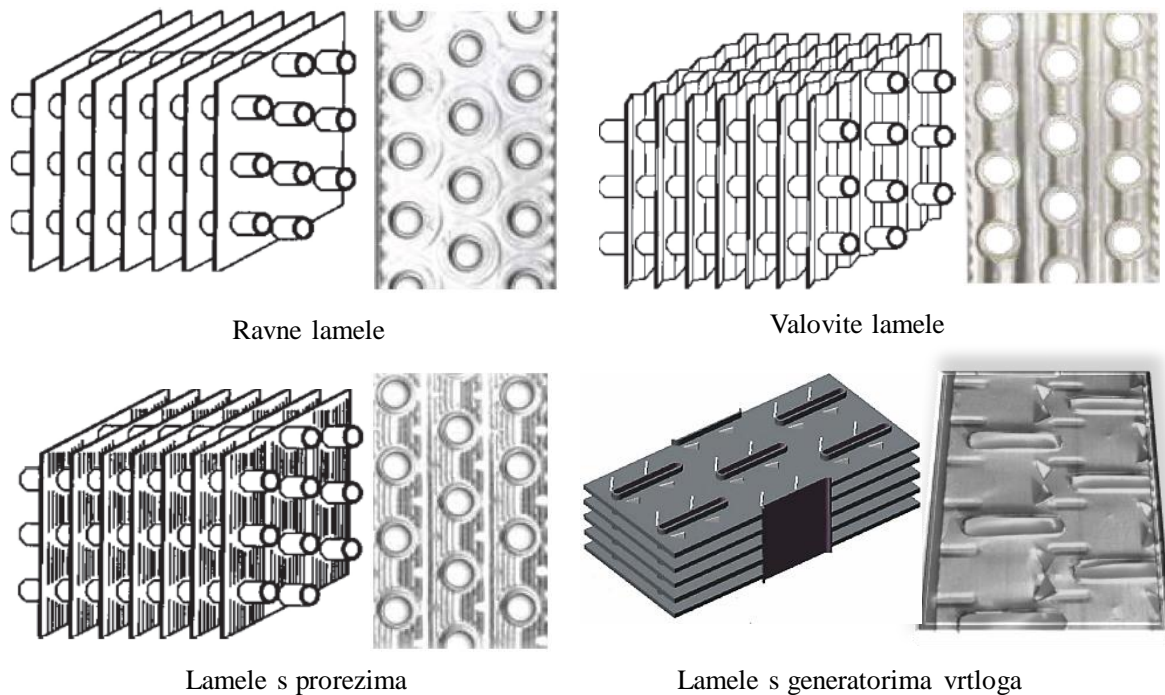 Ravne lamele
Valovite lamele
Lamele s prorezima
Lamele s generatorima vrtloga